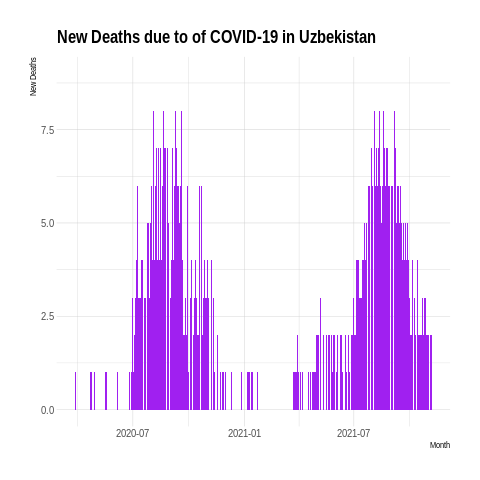 New Deaths due to of COVID-19 in Uzbekistan
New Deaths
7.5
5.0
2.5
0.0
2020-07 2021-01 2021-07
Month